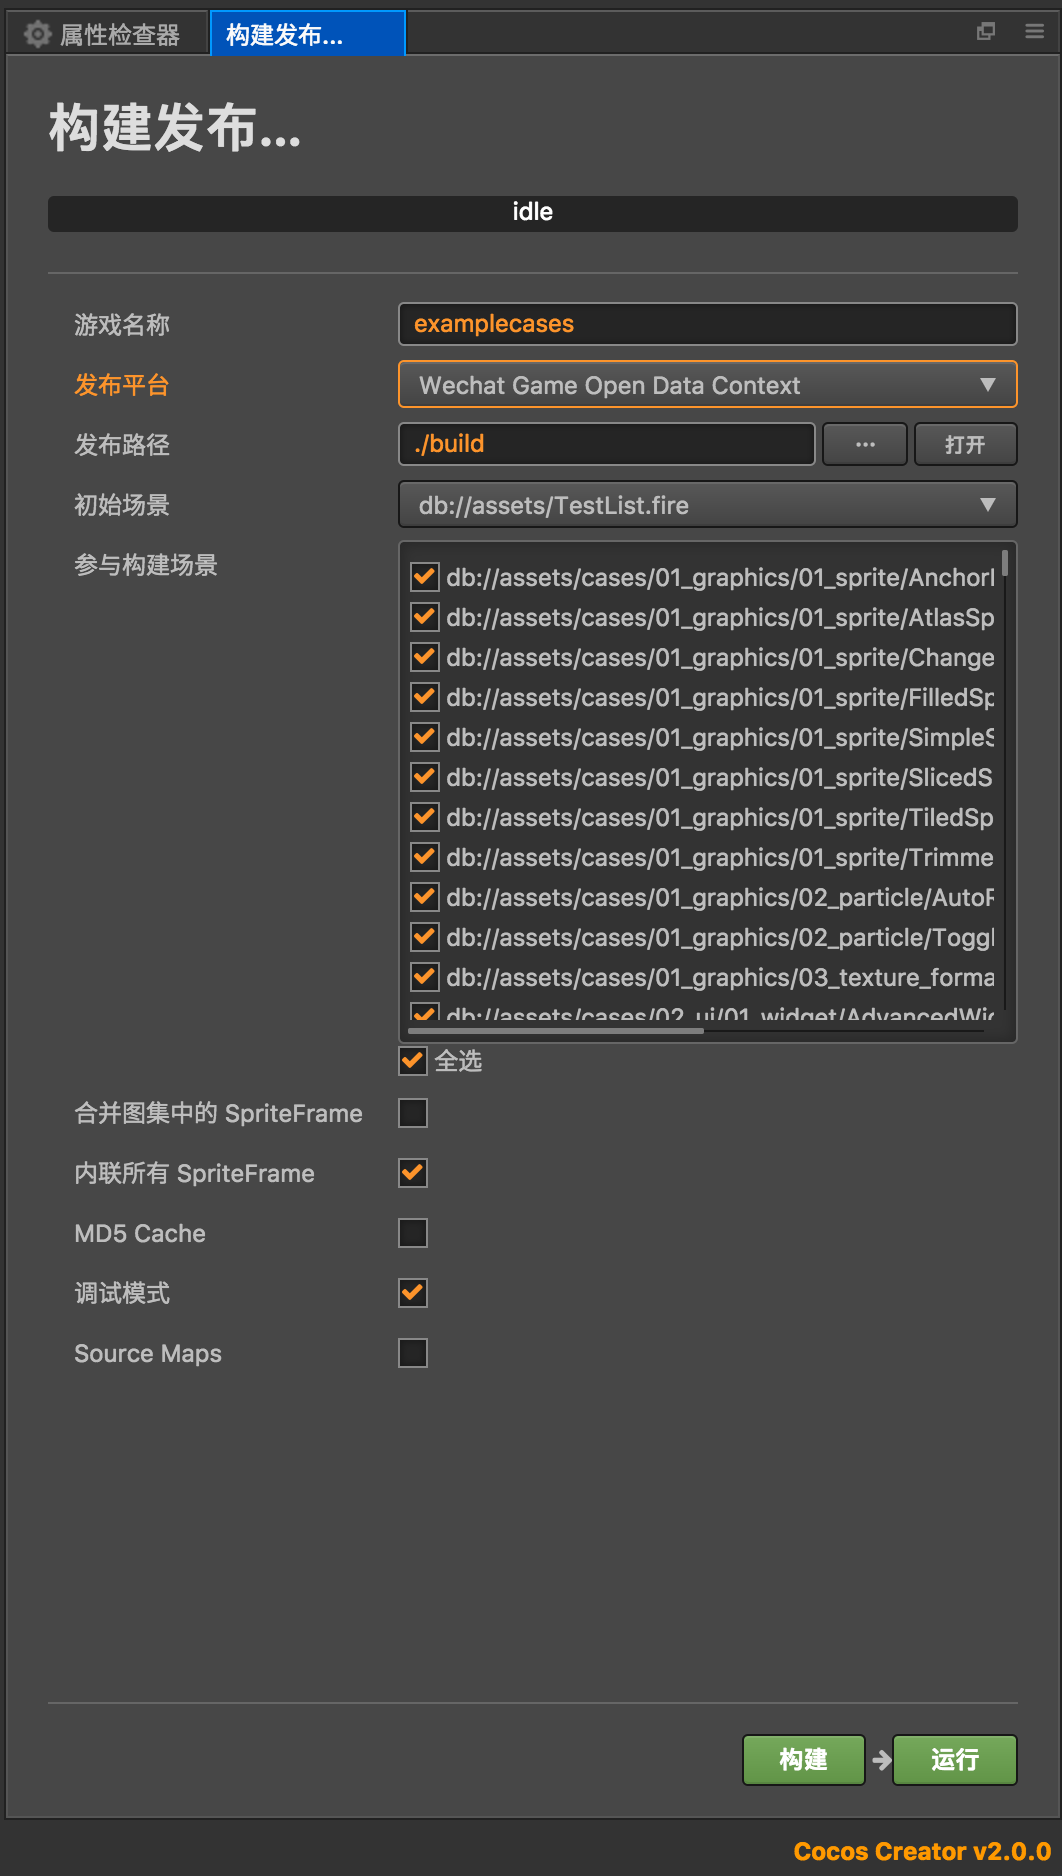 属性检查器
构建发布...
构建发布...
idle
游戏名称
examplecases
发布平台
Wechat Game Open Data Context
发布路径
./build
...
打开
初始场景
db://assets/TestList.fire
参与构建场景
db://assets/cases/01_graphics/01_sprite/Anchor
db://assets/cases/01_graphics/01_sprite/AtlasSp
db://assets/cases/01_graphics/01_sprite/Change
db://assets/cases/01_graphics/01_sprite/FilledSp
db://assets/cases/01_graphics/01_sprite/SimpleS
db://assets/cases/01_graphics/01_sprite/SlicedS
db://assets/cases/01_graphics/01_sprite/TiledSp
db://assets/cases/01_graphics/01_sprite/Trimme
db://assets/cases/01_graphics/02_particle/AutoR
db://assets/cases/01_graphics/02_particle/Toggl
db://assets/cases/01_graphics/03_texture_forma
db://assets/cases/02_ui/01_widget/AdvancedWid
全选
合并图集中的 SpriteFrame
内联所有 SpriteFrame
MD5 Cache
调试模式
Source Maps
构建
运行
Cocos Creator v2.0.0